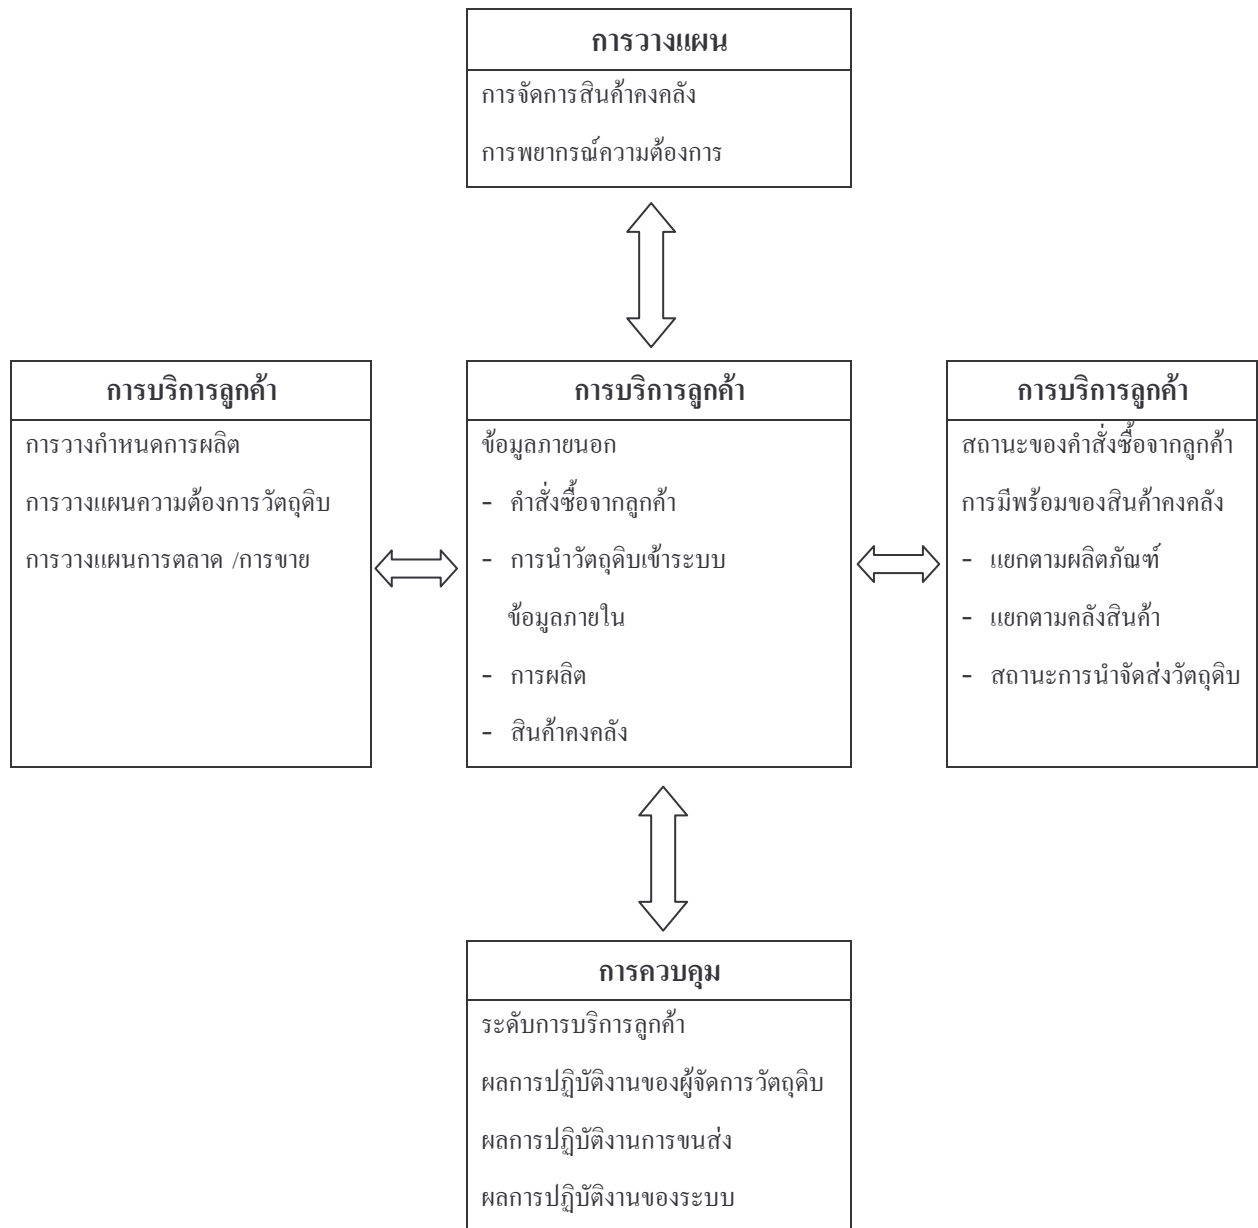 การวางแผน
การจัดการสินค้าคงคลัง
การพยากรณ์ความต้องการ
การบริการลูกค้า
การวางกำหนดการผลิต
การวางแผนความต้องการวัตถุดิบ
การวางแผนการตลาด /การขาย
การบริการลูกค้า
ข้อมูลภายนอก
- คำสั่งซื้อจากลูกค้า
- การนำวัตถุดิบเข้าระบบ
ข้อมูลภายใน
- การผลิต
- สินค้าคงคลัง
การบริการลูกค้า
สถานะของคำสั่งซื้อจากลูกค้า
การมีพร้อมของสินค้าคงคลัง
- แยกตามผลิตภัณฑ์
- แยกตามคลังสินค้า
- สถานะการนำจัดส่งวัตถุดิบ
การควบคุม
ระดับการบริการลูกค้า
ผลการปฏิบัติงานของผู้จัดการวัตถุดิบ
ผลการปฏิบัติงานการขนส่ง
ผลการปฏิบัติงานของระบบ